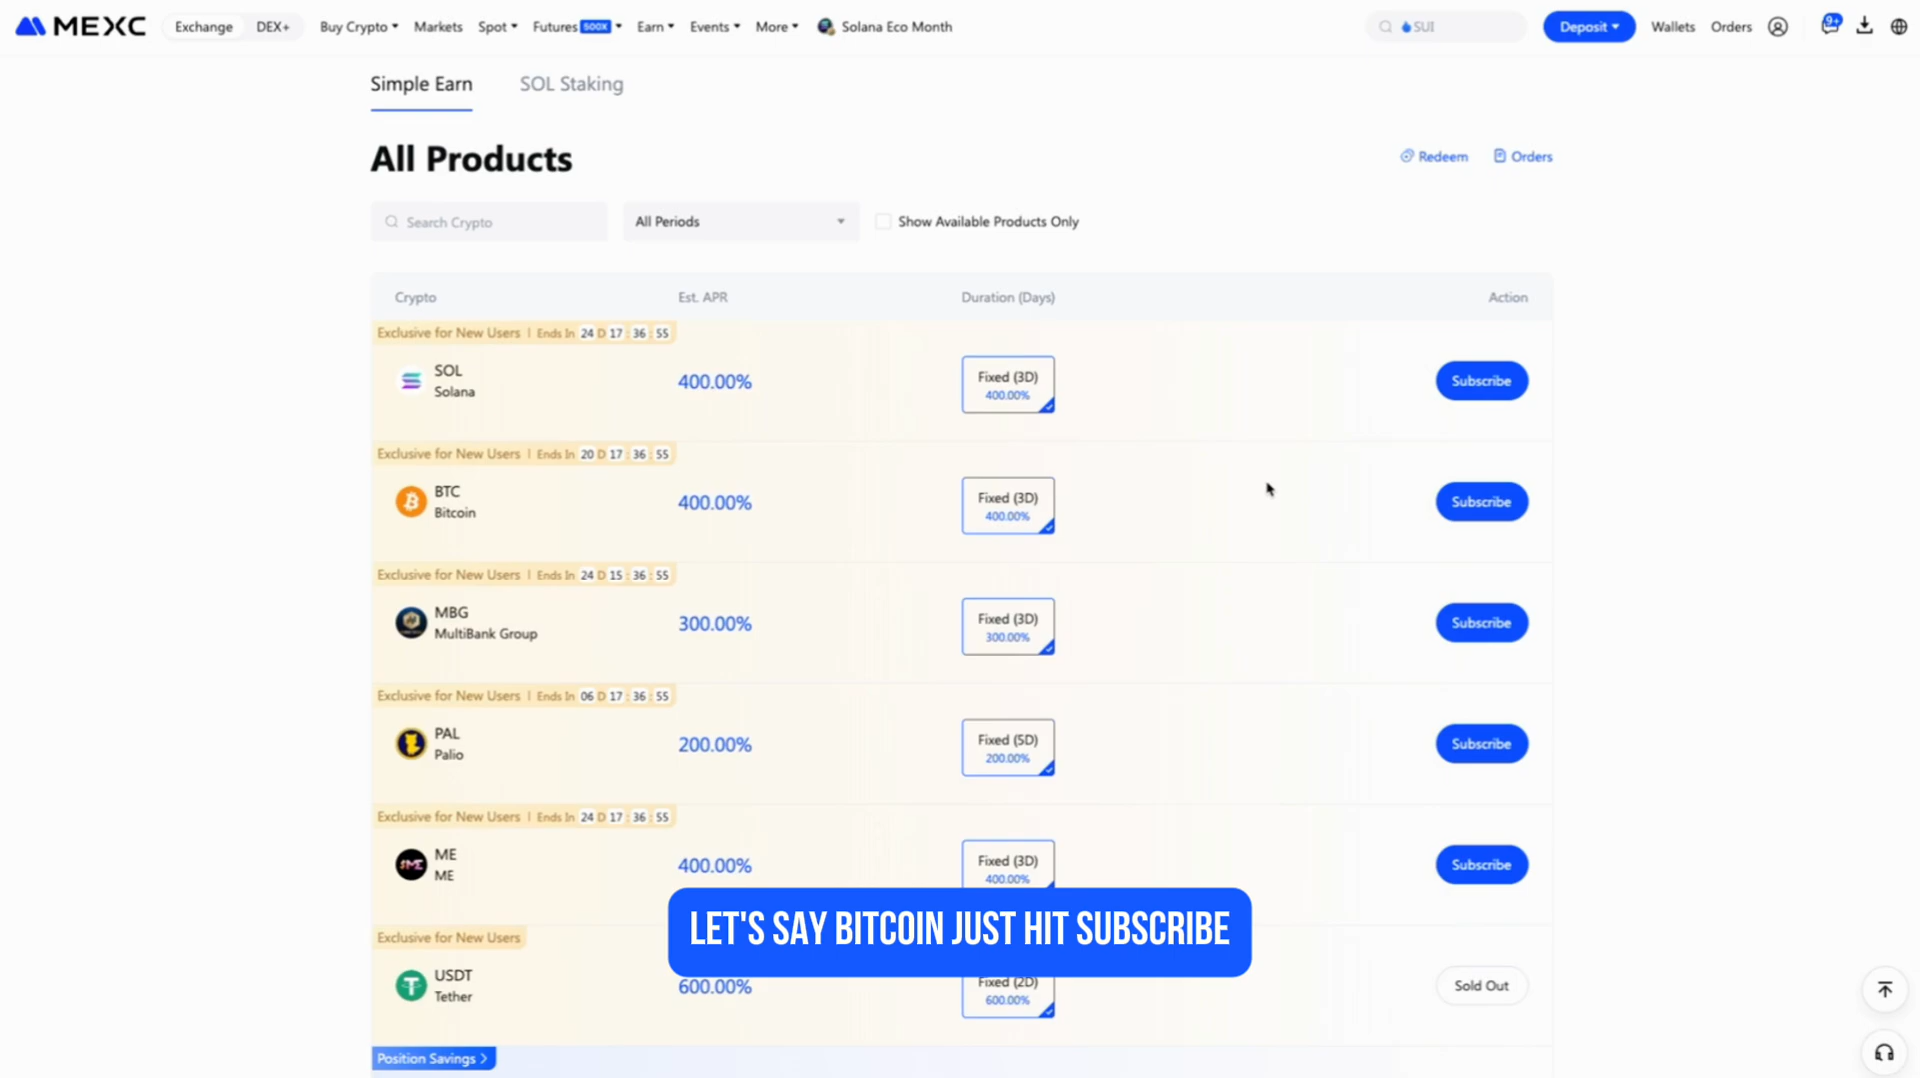 MEXC Exchange DEX+ Buy Crypto Markets Spot Futures 500X Earn Events More Solana Eco Month SUI Deposit Wallets Orders 9+
Simple Earn SOL Staking
All Products
Redeem Orders
Search Crypto All Periods Show Available Products Only
Crypto Est. APR Duration (Days) Action
Exclusive for New Users | Ends In 24 D 17 : 36 : 55
SOL
Solana
400.00%
Fixed (3D)
400.00%
Subscribe
Exclusive for New Users | Ends In 20 D 17 : 36 : 55
BTC
Bitcoin
400.00%
Fixed (3D)
400.00%
Subscribe
Exclusive for New Users | Ends In 24 D 15 : 36 : 55
MBG
MultiBank Group
300.00%
Fixed (3D)
300.00%
Subscribe
Exclusive for New Users | Ends In 06 D 17 : 36 : 55
PAL
Palio
200.00%
Fixed (5D)
200.00%
Subscribe
Exclusive for New Users | Ends In 24 D 17 : 36 : 55
ME
ME
400.00%
Fixed (3D)
400.00%
Subscribe
LET'S SAY BITCOIN JUST HIT SUBSCRIBE
Exclusive for New Users
USDT
Tether
600.00%
Fixed (2D)
600.00%
Sold Out
Position Savings >